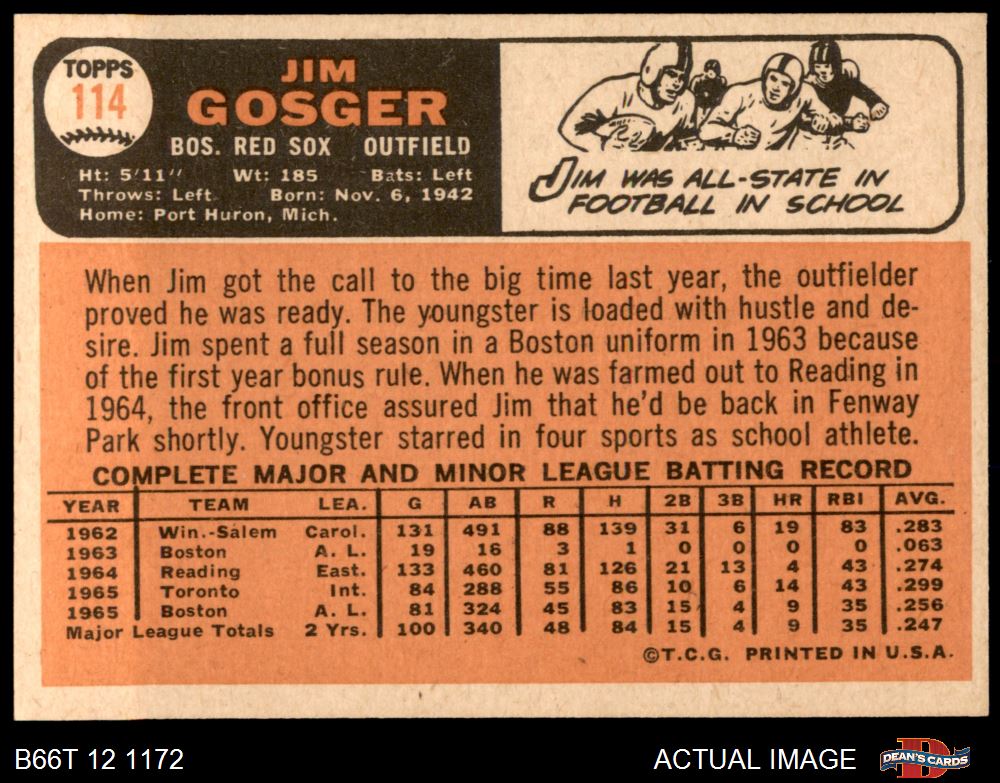 TOPPS
114
JIM
GOSGER
BOS. RED SOX OUTFIELD
Ht: 5'11" Wt: 185 Bats: Left
Throws: Left Born: Nov. 6, 1942
Home: Port Huron, Mich.
JIM WAS ALL-STATE IN
FOOTBALL IN SCHOOL
When Jim got the call to the big time last year, the outfielder
proved he was ready. The youngster is loaded with hustle and de-
sire. Jim spent a full season in a Boston uniform in 1963 because
of the first year bonus rule. When he was farmed out to Reading in
1964, the front office assured Jim that he'd be back in Fenway
Park shortly. Youngster starred in four sports as school athlete.
COMPLETE MAJOR AND MINOR LEAGUE BATTING RECORD
YEAR TEAM LEA. G AB R H 2B 3B HR RBI AVG.
1962 Win.-Salem Carol. 131 491 88 139 31 6 19 83 .283
1963 Boston A. L. 19 16 3 1 0 0 0 0 .063
1964 Reading East. 133 460 81 126 21 13 4 43 .274
1965 Toronto Int. 84 288 55 86 10 6 14 43 .299
1965 Boston A. L. 81 324 45 83 15 4 9 35 .256
Major League Totals 2 Yrs. 100 340 48 84 15 4 9 35 .247
©T.C.G. PRINTED IN U.S.A.
B66T 12 1172 ACTUAL IMAGE DEAN'S CARDS